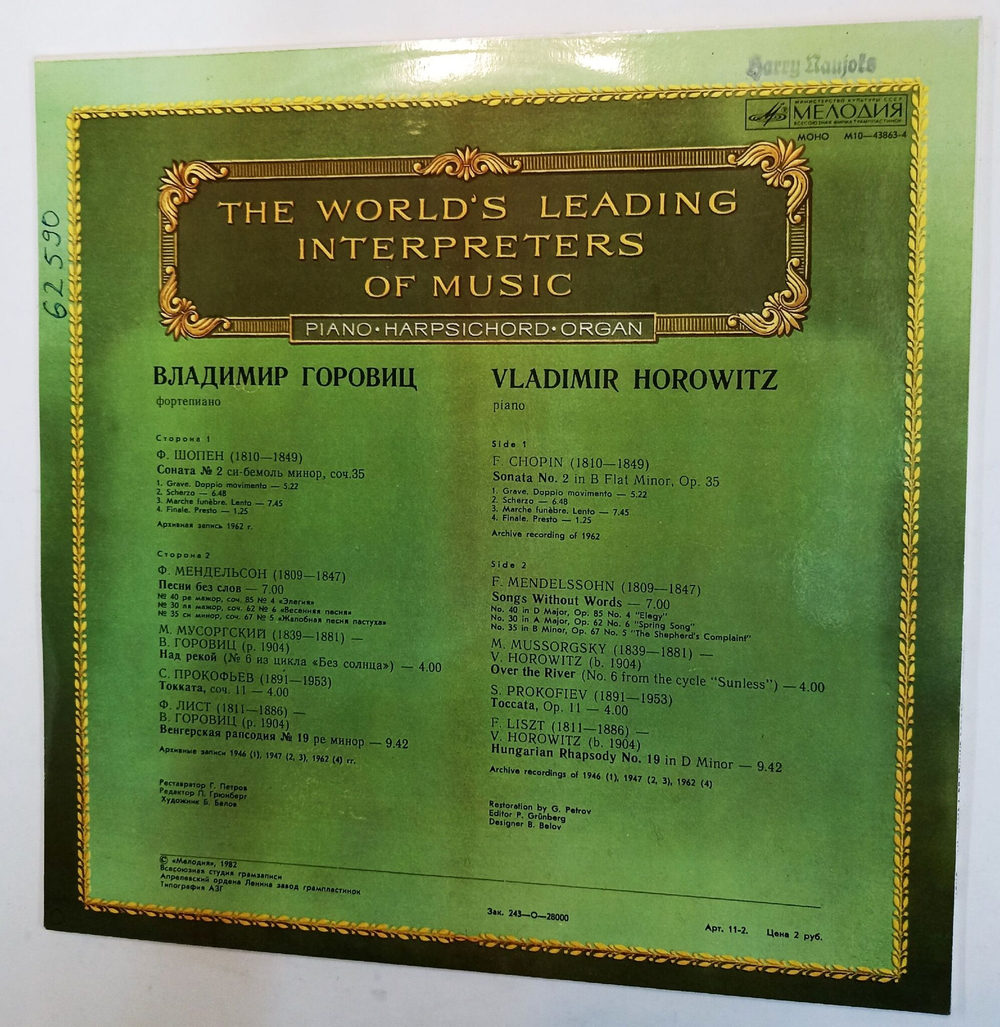 Harry Naujoks
МИНИСТЕРСТВО КУЛЬТУРЫ СССР
МЕЛОДИЯ
ВСЕСОЮЗНАЯ ФИРМА ГРАМПЛАСТИНОК
МОНО М10—43863-4
62590
THE WORLD'S LEADING
INTERPRETERS
OF MUSIC
PIANO•HARPSICHORD•ORGAN
ВЛАДИМИР ГОРОВИЦ
фортепиано
Сторона 1
Ф. ШОПЕН (1810—1849)
Соната № 2 си-бемоль минор, соч.35
1. Grave. Doppio movimento — 5.22
2. Scherzo — 6.48
3. Marche funèbre. Lento — 7.45
4. Finale. Presto — 1.25
Архивная запись 1962 г.
Сторона 2
Ф. МЕНДЕЛЬСОН (1809—1847)
Песни без слов — 7.00
№ 40 ре мажор, соч. 85 № 4 «Элегия»
№ 30 ля мажор, соч. 62 № 6 «Весенняя песня»
№ 35 си минор, соч. 67 № 5 «Жалобная песня пастуха»
М. МУСОРГСКИЙ (1839—1881) —
В. ГОРОВИЦ (р. 1904)
Над рекой (№ 6 из цикла «Без солнца») — 4.00
С. ПРОКОФЬЕВ (1891—1953)
Токката, соч. 11 — 4.00
Ф. ЛИСТ (1811—1886) —
В. ГОРОВИЦ (р. 1904)
Венгерская рапсодия № 19 ре минор — 9.42
Архивные записи 1946 (1), 1947 (2, 3), 1962 (4) гг.
Реставратор Г. Петров
Редактор П. Грюнберг
Художник Б. Белов
VLADIMIR HOROWITZ
piano
Side 1
F. CHOPIN (1810—1849)
Sonata No. 2 in B Flat Minor, Op. 35
1. Grave. Doppio movimento — 5.22
2. Scherzo — 6.48
3. Marche funèbre. Lento — 7.45
4. Finale. Presto — 1.25
Archive recording of 1962
Side 2
F. MENDELSSOHN (1809—1847)
Songs Without Words — 7.00
No. 40 in D Major, Op. 85 No. 4 "Elegy"
No. 30 in A Major, Op. 62 No. 6 "Spring Song"
No. 35 in B Minor, Op. 67 No. 5 "The Shepherd's Complaint"
M. MUSSORGSKY (1839—1881) —
V. HOROWITZ (b. 1904)
Over the River (No. 6 from the cycle "Sunless") — 4.00
S. PROKOFIEV (1891—1953)
Toccata, Op. 11 — 4.00
F. LISZT (1811—1886) —
V. HOROWITZ (b. 1904)
Hungarian Rhapsody No. 19 in D Minor — 9.42
Archive recordings of 1946 (1), 1947 (2, 3), 1962 (4)
Restoration by G. Petrov
Editor P. Grünberg
Designer B. Belov
© «Мелодия», 1982
Всесоюзная студия грамзаписи
Апрелевский ордена Ленина завод грампластинок
Типография АЗГ
Зак. 243—О—28000
Арт. 11-2. Цена 2 руб.